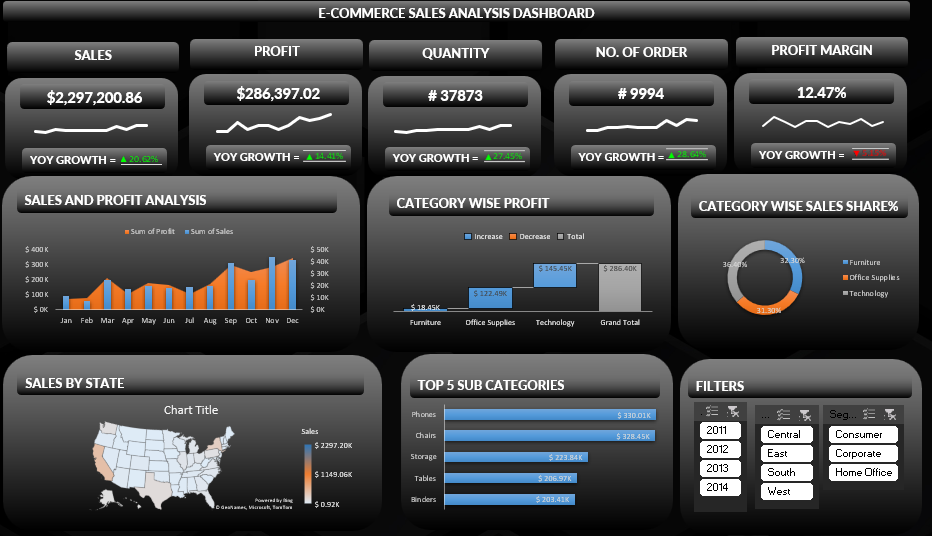 E-COMMERCE SALES ANALYSIS DASHBOARD
SALES
PROFIT
QUANTITY
NO. OF ORDER
PROFIT MARGIN
$2,297,200.86
$286,397.02
# 37873
# 9994
12.47%
YOY GROWTH = ▲ 20.62%
YOY GROWTH = ▲ 14.41%
YOY GROWTH = ▲ 27.45%
YOY GROWTH = ▲ 28.64%
YOY GROWTH = ▼
SALES AND PROFIT ANALYSIS
Sum of Profit
Sum of Sales
$ 400K
$ 300K
$ 200K
$ 100K
$ 0K
$ 50K
$ 40K
$ 30K
$ 20K
$ 10K
$ 0K
Jan Feb Mar Apr May Jun Jul Aug Sep Oct Nov Dec
CATEGORY WISE PROFIT
Increase Decrease Total
$ 18.45K
$ 122.49K
$ 145.45K
$ 286.40K
Furniture Office Supplies Technology Grand Total
CATEGORY WISE SALES SHARE%
36.40%
32.30%
31.30%
Furniture
Office Supplies
Technology
SALES BY STATE
Chart Title
Sales
$ 2297.20K
$ 1149.06K
$ 0.92K
Powered by Bing
© GeoNames, Microsoft, TomTom
TOP 5 SUB CATEGORIES
Phones $ 330.01K
Chairs $ 328.45K
Storage $ 223.84K
Tables $ 206.97K
Binders $ 203.41K
FILTERS
...
Seg...
2011
2012
2013
2014
Central
East
South
West
Consumer
Corporate
Home Office